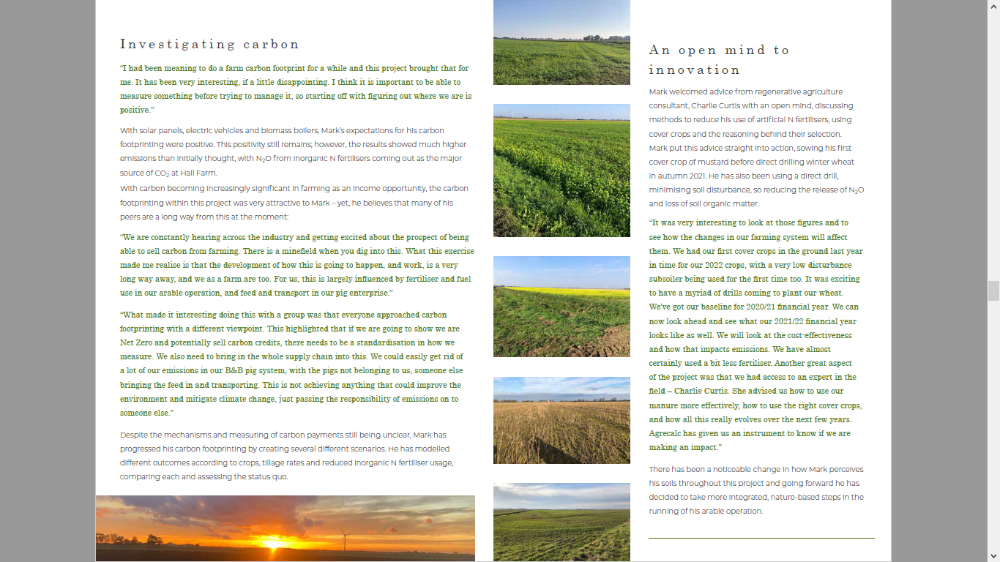 Investigating carbon
“I had been meaning to do a farm carbon footprint for a while and this project brought that for
me. It has been very interesting, if a little disappointing. I think it is important to be able to
measure something before trying to manage it, so starting off with figuring out where we are is
positive.”
With solar panels, electric vehicles and biomass boilers, Mark’s expectations for his carbon
footprinting were positive. This positivity still remains; however, the results showed much higher
emissions than initially thought, with N₂O from inorganic N fertilisers coming out as the major
source of CO₂ at Hall Farm.
With carbon becoming increasingly significant in farming as an income opportunity, the carbon
footprinting within this project was very attractive to Mark – yet, he believes that many of his
peers are a long way from this at the moment:
“We are constantly hearing across the industry and getting excited about the prospect of being
able to sell carbon from farming. There is a minefield when you dig into this. What this exercise
made me realise is that the development of how this is going to happen, and work, is a very
long way away, and we as a farm are too. For us, this is largely influenced by fertiliser and fuel
use in our arable operation, and feed and transport in our pig enterprise.”
“What made it interesting doing this with a group was that everyone approached carbon
footprinting with a different viewpoint. This highlighted that if we are going to show we are
Net Zero and potentially sell carbon credits, there needs to be a standardisation in how we
measure. We also need to bring in the whole supply chain into this. We could easily get rid of
a lot of our emissions in our B&B pig system, with the pigs not belonging to us, someone else
bringing the feed in and transporting. This is not achieving anything that could improve the
environment and mitigate climate change, just passing the responsibility of emissions on to
someone else.”
Despite the mechanisms and measuring of carbon payments still being unclear, Mark has
progressed his carbon footprinting by creating several different scenarios. He has modelled
different outcomes according to crops, tillage rates and reduced inorganic N fertiliser usage,
comparing each and assessing the status quo.
An open mind to
innovation
Mark welcomed advice from regenerative agriculture
consultant, Charlie Curtis with an open mind, discussing
methods to reduce his use of artificial N fertilisers, using
cover crops and the reasoning behind their selection.
Mark put this advice straight into action, sowing his first
cover crop of mustard before direct drilling winter wheat
in autumn 2021. He has also been using a direct drill,
minimising soil disturbance, so reducing the release of N₂O
and loss of soil organic matter.
“It was very interesting to look at those figures and to
see how the changes in our farming system will affect
them. We had our first cover crops in the ground last year
in time for our 2022 crops, with a very low disturbance
subsoiler being used for the first time too. It was exciting
to have a myriad of drills coming to plant our wheat.
We’ve got our baseline for 2020/21 financial year. We can
now look ahead and see what our 2021/22 financial year
looks like as well. We will look at the cost-effectiveness
and how that impacts emissions. We have almost
certainly used a bit less fertiliser. Another great aspect
of the project was that we had access to an expert in the
field – Charlie Curtis. She advised us how to use our
manure more effectively, how to use the right cover crops,
and how all this really evolves over the next few years.
Agrecalc has given us an instrument to know if we are
making an impact.”
There has been a noticeable change in how Mark perceives
his soils throughout this project and going forward he has
decided to take more integrated, nature-based steps in the
running of his arable operation.